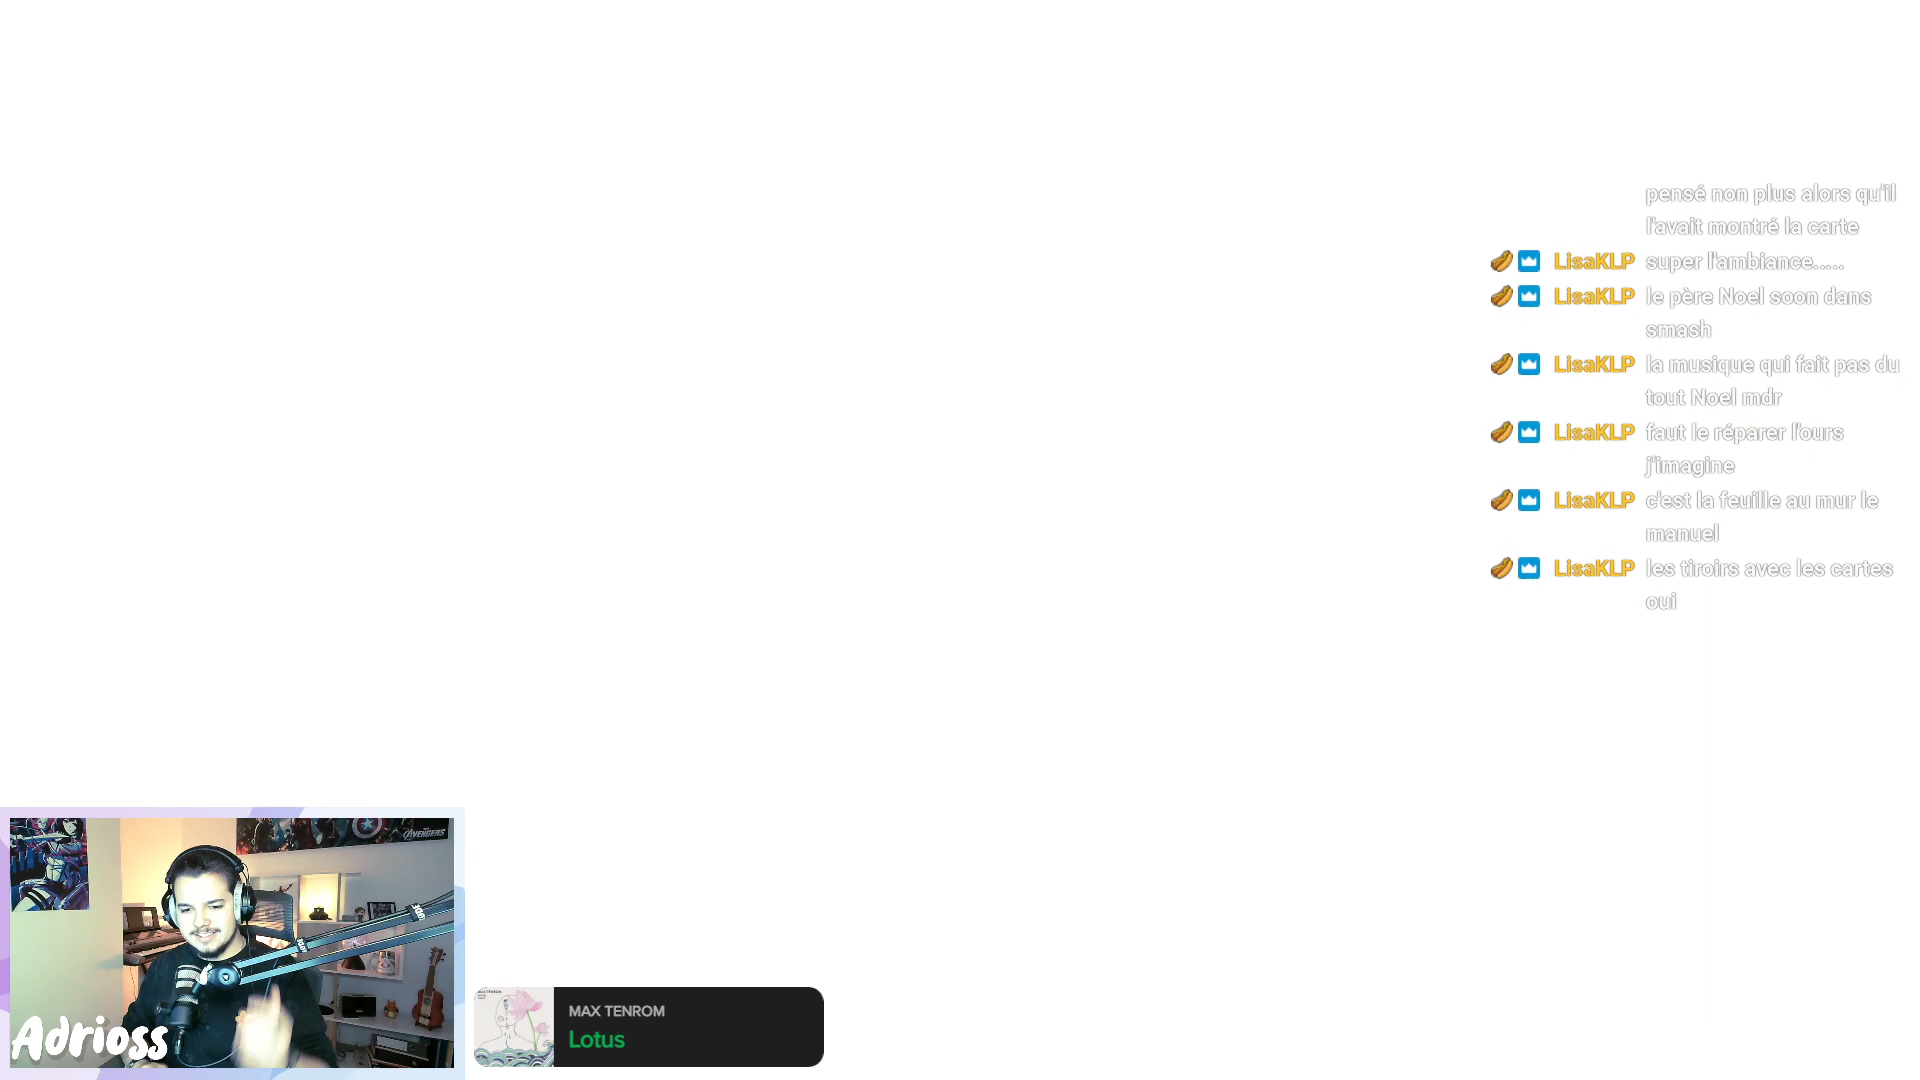 pensé non plus alors qu'il
l'avait montré la carte
LisaKLP super l'ambiance.....
LisaKLP le père Noel soon dans
smash
LisaKLP la musique qui fait pas du
tout Noel mdr
LisaKLP faut le réparer l'ours
j'imagine
LisaKLP c'est la feuille au mur le
manuel
LisaKLP les tiroirs avec les cartes
oui
AVENGERS
Adrioss
MAX TENROM
Lotus